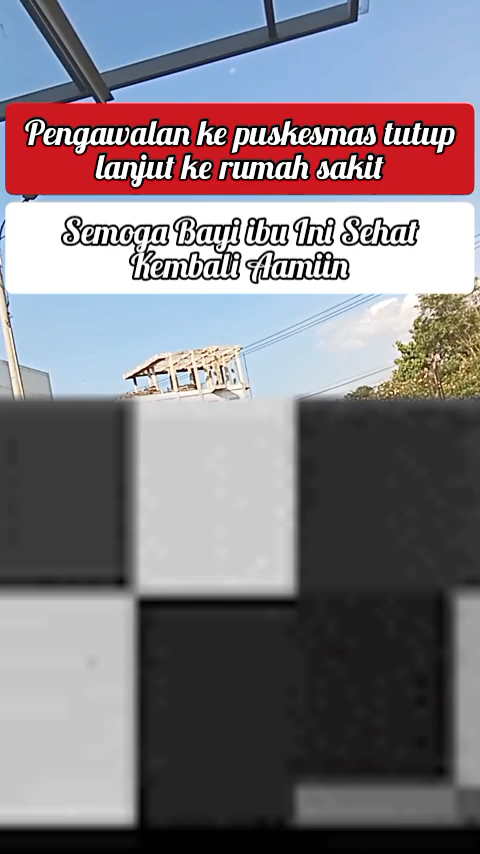 Pengawalan ke puskesmas tutup
lanjut ke rumah sakit
Semoga Bayi ibu Ini Sehat
Kembali Aamiin